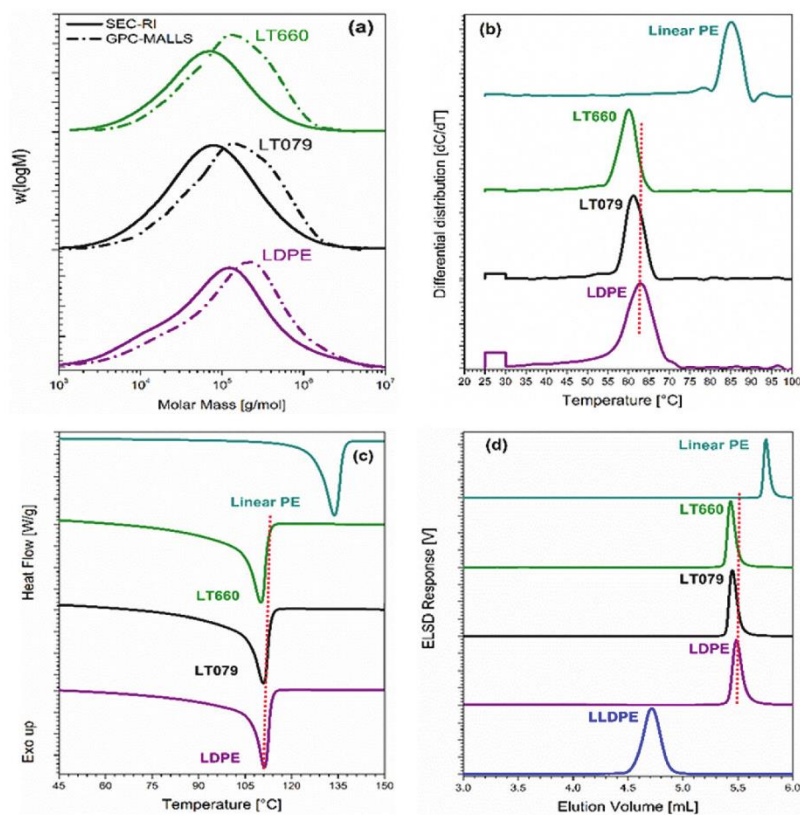 SEC-RI
GPC-MALLS
(a)
LT660
LT079
LDPE
w(logM)
10³ 10⁴ 10⁵ 10⁶ 10⁷
Molar Mass [g/mol]
(b)
Linear PE
LT660
LT079
LDPE
Differential distribution [dC/dT]
20 25 30 35 40 45 50 55 60 65 70 75 80 85 90 95 100
Temperature [°C]
(c)
Linear PE
LT660
LT079
LDPE
Heat Flow [W/g]
Exo up
45 60 75 90 105 120 135 150
Temperature [°C]
(d)
Linear PE
LT660
LT079
LDPE
LLDPE
ELSD Response [V]
3.0 3.5 4.0 4.5 5.0 5.5 6.0
Elution Volume [mL]